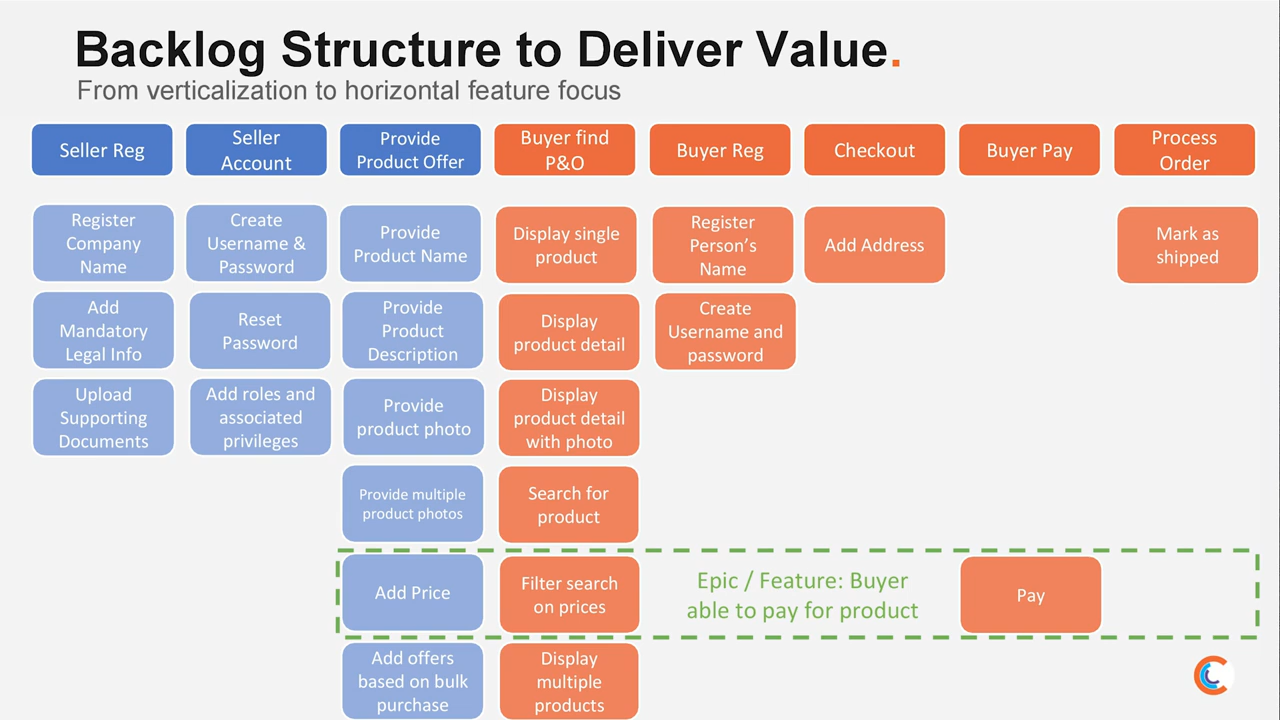 Backlog Structure to Deliver Value.
From verticalization to horizontal feature focus
Seller Reg
Seller
Account
Provide
Product Offer
Buyer find
P&O
Buyer Reg
Checkout
Buyer Pay
Process
Order
Register
Company
Name
Create
Username &
Password
Provide
Product Name
Display single
product
Register
Person’s
Name
Add Address
Mark as
shipped
Add
Mandatory
Legal Info
Reset
Password
Provide
Product
Description
Display
product detail
Create
Username and
password
Upload
Supporting
Documents
Add roles and
associated
privileges
Provide
product photo
Display
product detail
with photo
Provide multiple
product photos
Search for
product
Add Price
Filter search
on prices
Epic / Feature: Buyer
able to pay for product
Pay
Add offers
based on bulk
purchase
Display
multiple
products